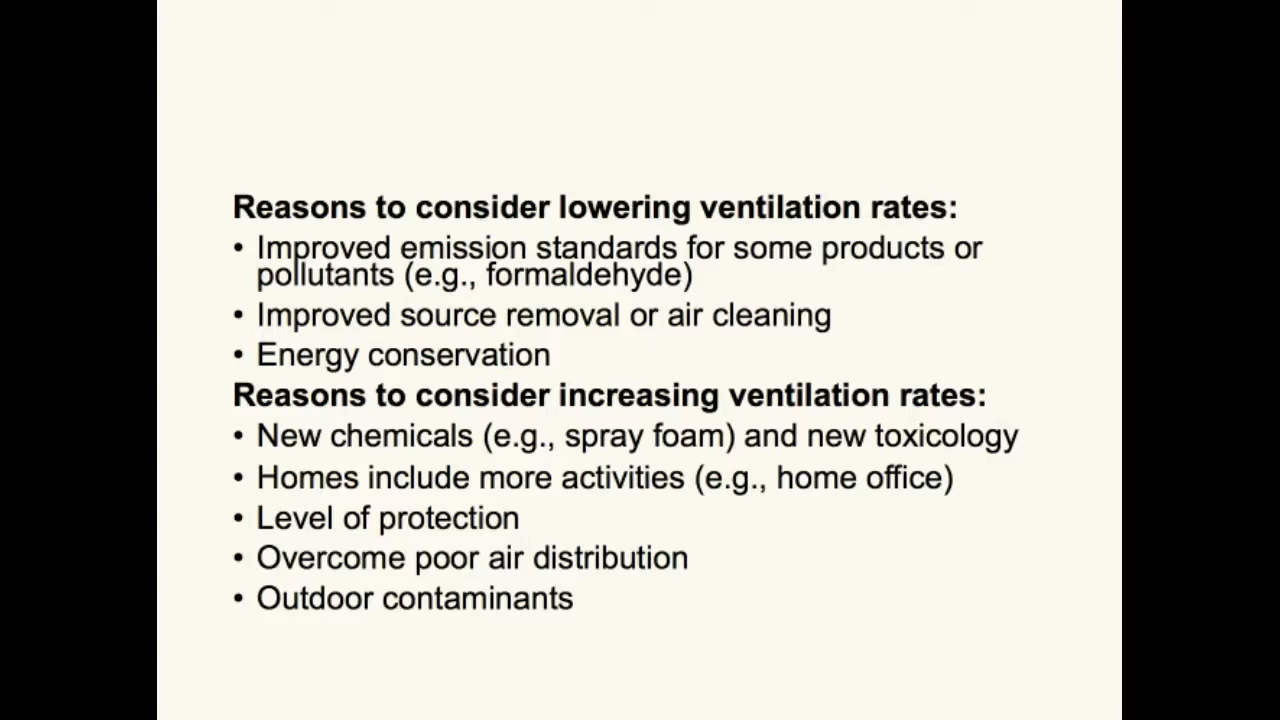 Reasons to consider lowering ventilation rates:
• Improved emission standards for some products or
pollutants (e.g., formaldehyde)
• Improved source removal or air cleaning
• Energy conservation
Reasons to consider increasing ventilation rates:
• New chemicals (e.g., spray foam) and new toxicology
• Homes include more activities (e.g., home office)
• Level of protection
• Overcome poor air distribution
• Outdoor contaminants